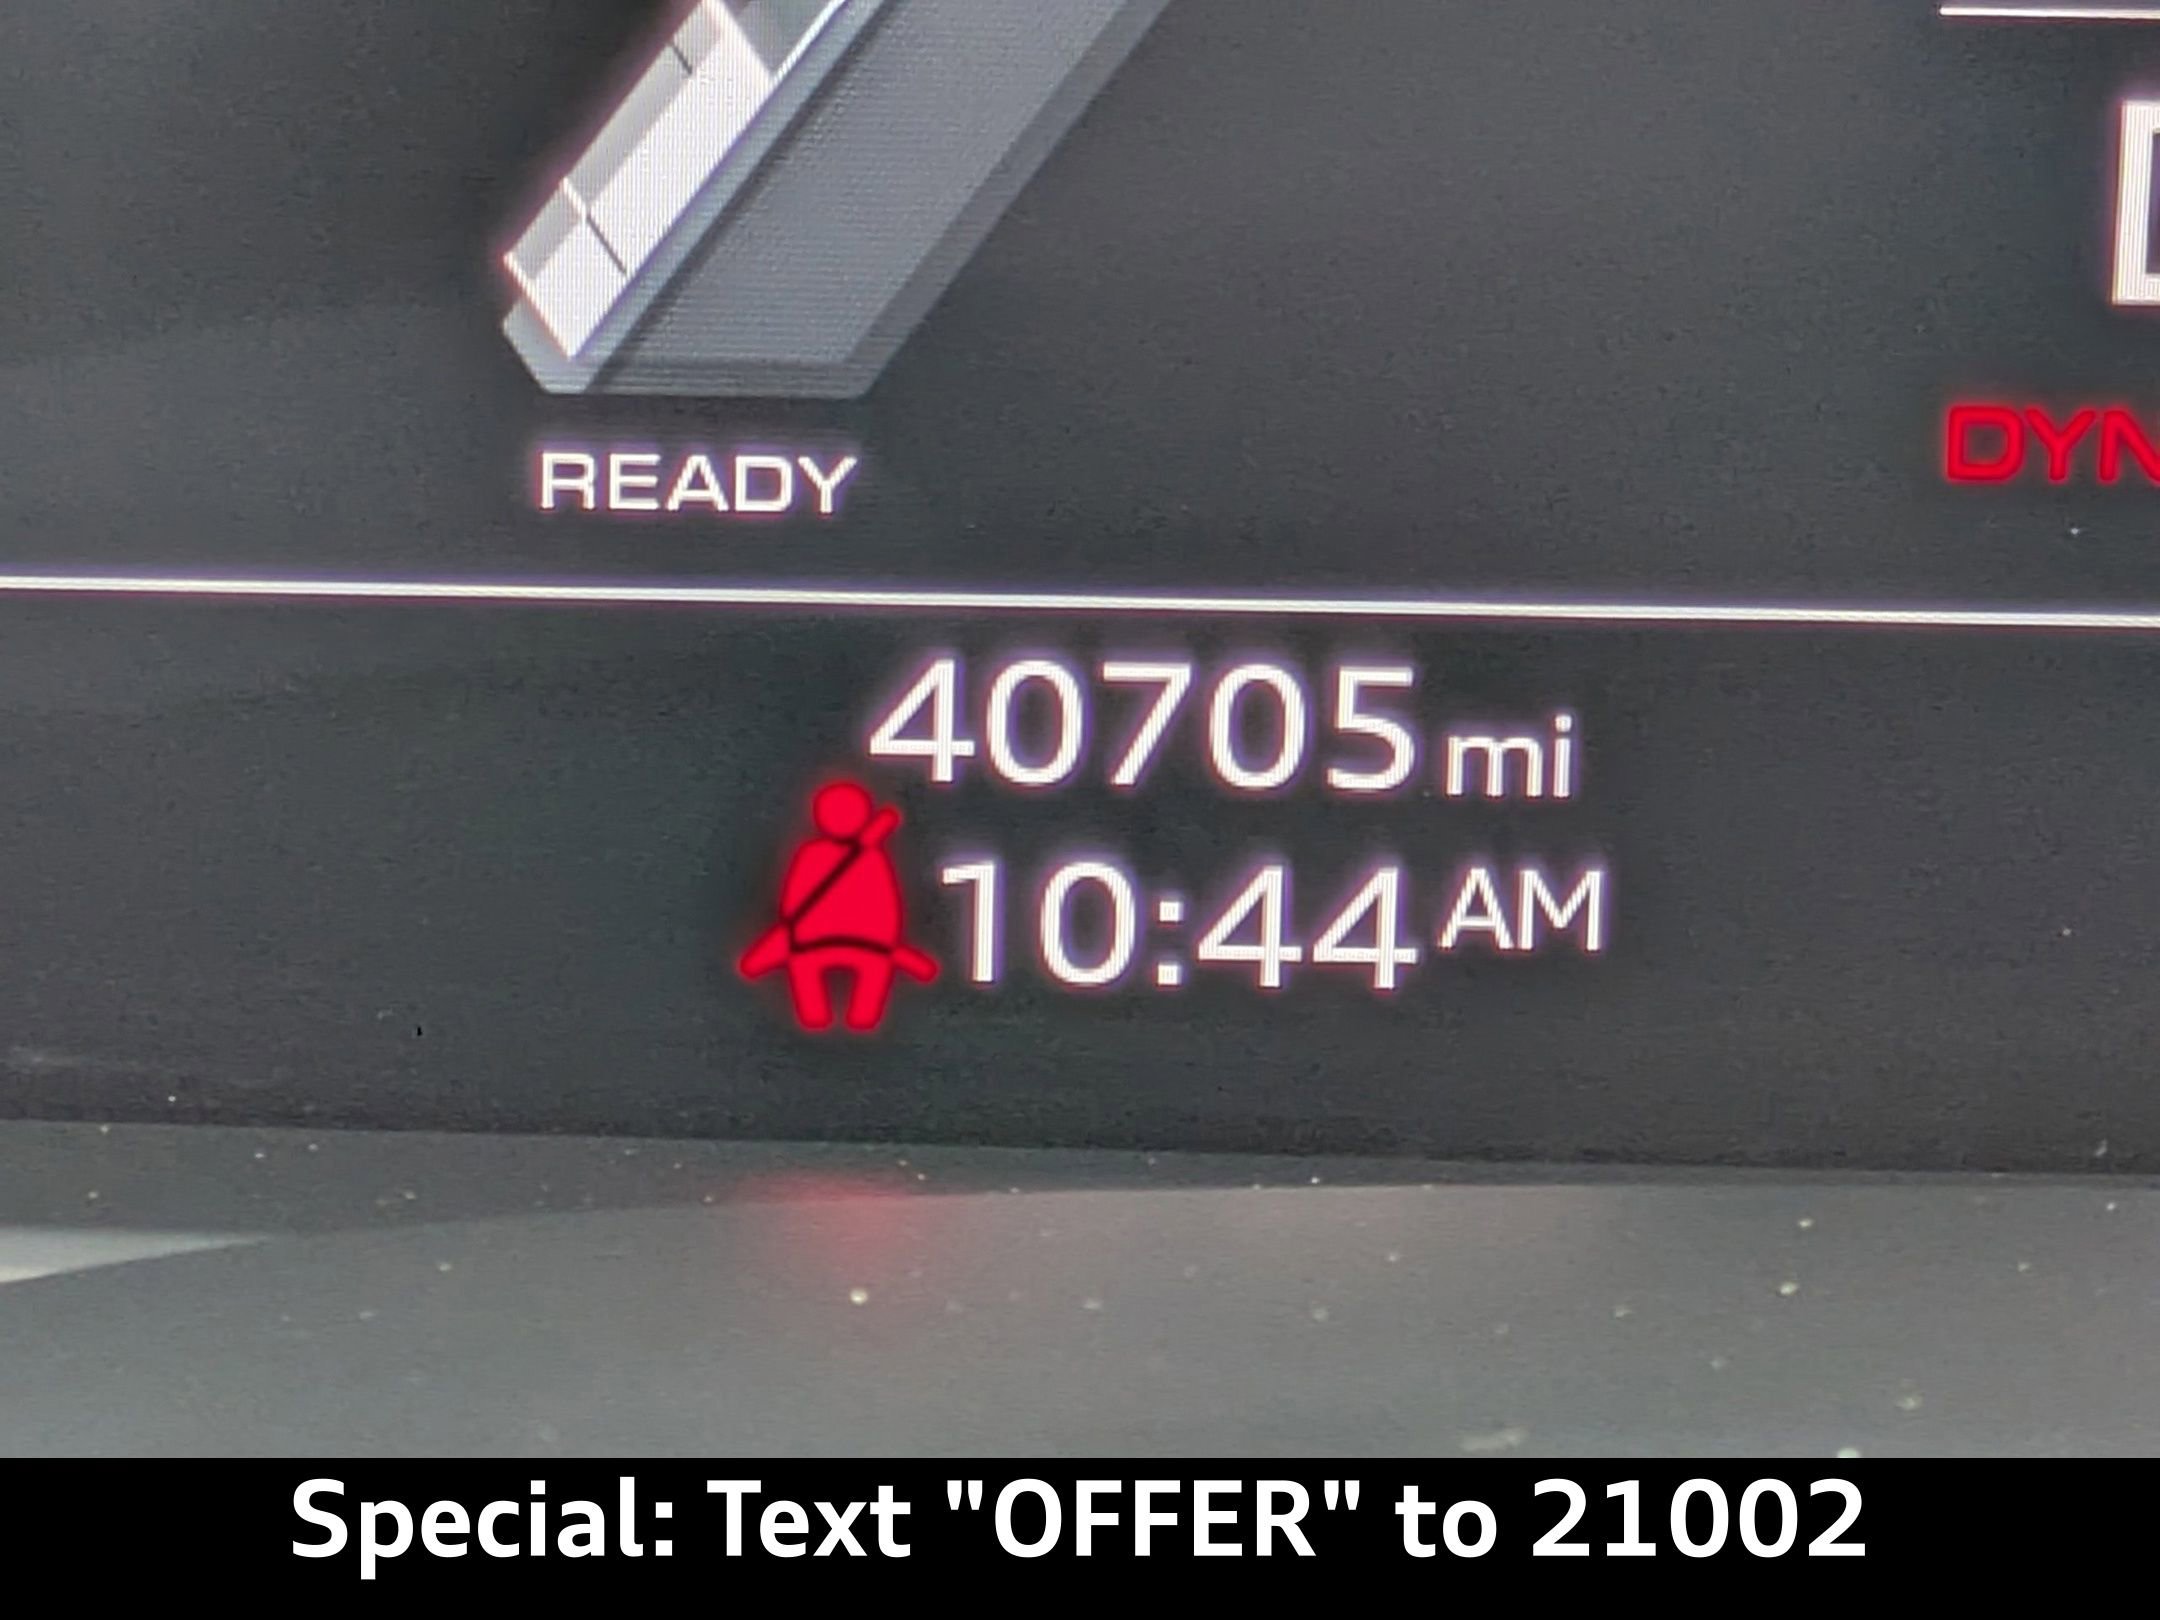 READY
DYN
40705 mi
10:44 AM
Special: Text "OFFER" to 21002